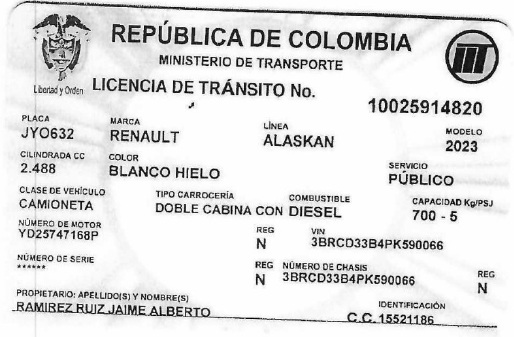 REPÚBLICA DE COLOMBIA
MINISTERIO DE TRANSPORTE
Libertad y Orden
LICENCIA DE TRÁNSITO No. 10025914820
PLACA MARCA LÍNEA MODELO
JYO632 RENAULT ALASKAN 2023
CILINDRADA CC COLOR SERVICIO
2.488 BLANCO HIELO PÚBLICO
CLASE DE VEHÍCULO TIPO CARROCERÍA COMBUSTIBLE CAPACIDAD Kg/PSJ
CAMIONETA DOBLE CABINA CON DIESEL 700 - 5
NÚMERO DE MOTOR REG VIN
YD25747168P N 3BRCD33B4PK590066
NÚMERO DE SERIE REG NÚMERO DE CHASIS REG
****** N 3BRCD33B4PK590066 N
PROPIETARIO: APELLIDO(S) Y NOMBRE(S) IDENTIFICACIÓN
RAMIREZ RUIZ JAIME ALBERTO C.C. 15521186